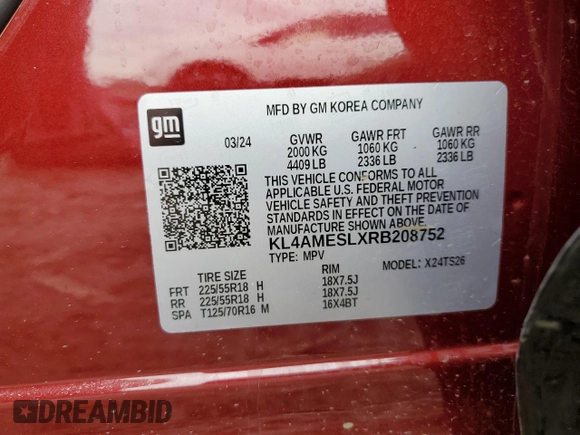 gm
MFD BY GM KOREA COMPANY
03/24 GVWR GAWR FRT GAWR RR
2000 KG 1060 KG 1060 KG
4409 LB 2336 LB 2336 LB
THIS VEHICLE CONFORMS TO ALL
APPLICABLE U.S. FEDERAL MOTOR
VEHICLE SAFETY AND THEFT PREVENTION
STANDARDS IN EFFECT ON THE DATE OF
MANUFACTURE SHOWN ABOVE.
KL4AMESLXRB208752
TYPE: MPV MODEL: X24TS26
TIRE SIZE RIM
FRT 225/55R18 H 18X7.5J
RR 225/55R18 H 18X7.5J
SPA T125/70R16 M 16X4BT
DREAMBID